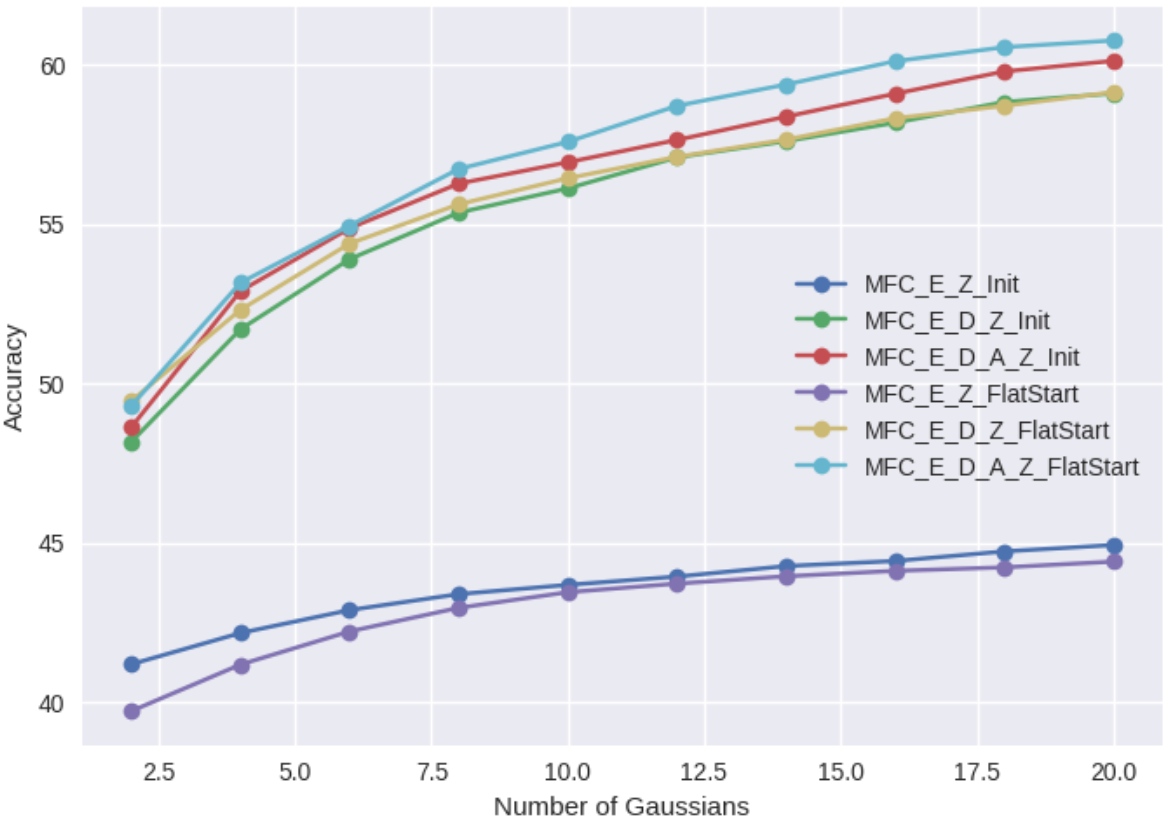 60
55
50
45
40
Accuracy
MFC_E_Z_Init
MFC_E_D_Z_Init
MFC_E_D_A_Z_Init
MFC_E_Z_FlatStart
MFC_E_D_Z_FlatStart
MFC_E_D_A_Z_FlatStart
2.5 5.0 7.5 10.0 12.5 15.0 17.5 20.0
Number of Gaussians